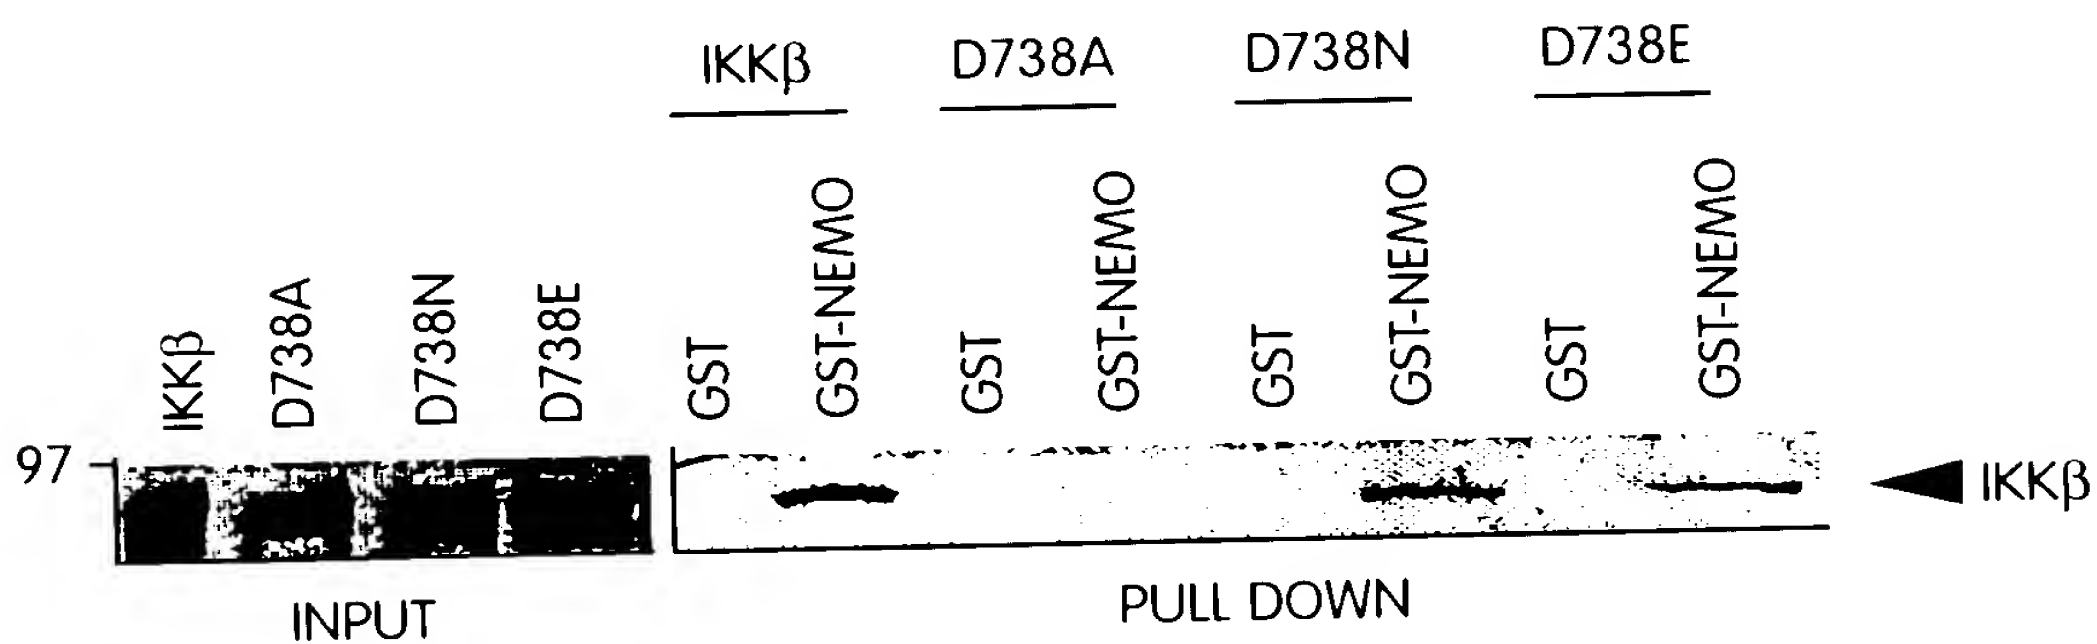 IKKβ D738A D738N D738E
GST GST-NEMO GST GST-NEMO GST GST-NEMO GST GST-NEMO
IKKβ D738A D738N D738E
97
IKKβ
INPUT PULL DOWN